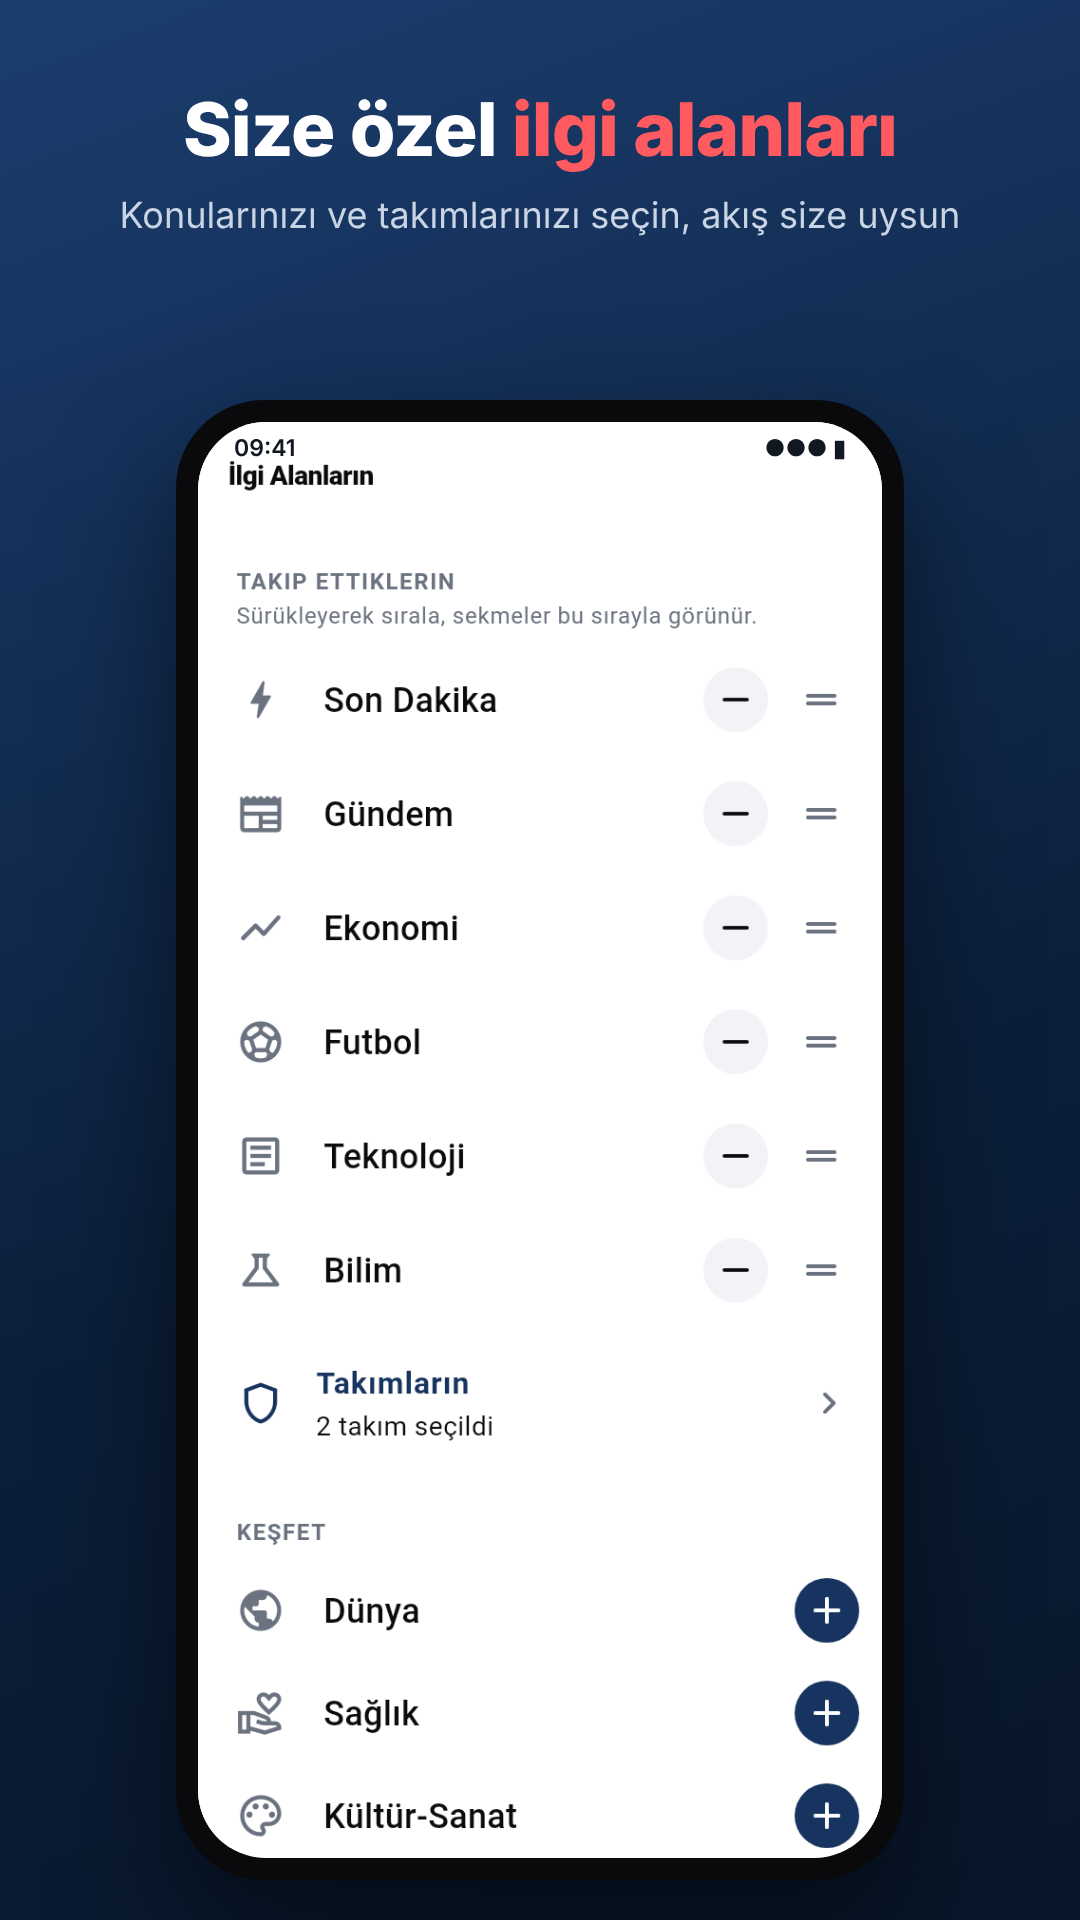 Size özel ilgi alanları
Konularınızı ve takımlarınızı seçin, akış size uysun
09:41
İlgi Alanların
TAKIP ETTIKLERIN
Sürükleyerek sırala, sekmeler bu sırayla görünür.
Son Dakika
Gündem
Ekonomi
Futbol
Teknoloji
Bilim
Takımların
2 takım seçildi
KEŞFET
Dünya
Sağlık
Kültür-Sanat